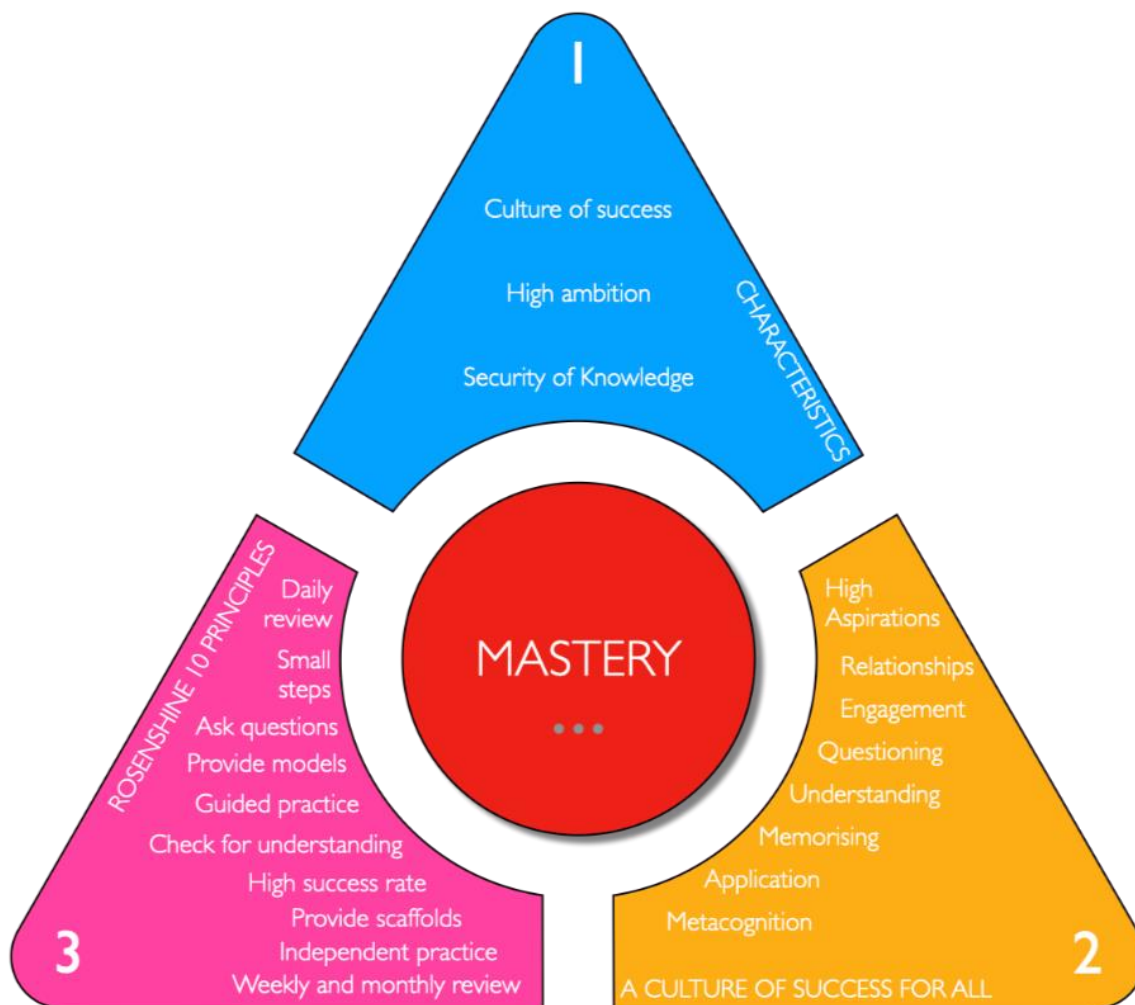 1
Culture of success
High ambition
Security of Knowledge
CHARACTERISTICS
MASTERY
High
Aspirations
Relationships
Engagement
Questioning
Understanding
Memorising
Application
Metacognition
A CULTURE OF SUCCESS FOR ALL
2
ROSENSHINE 10 PRINCIPLES
Daily
review
Small
steps
Ask questions
Provide models
Guided practice
Check for understanding
High success rate
Provide scaffolds
Independent practice
Weekly and monthly review
3